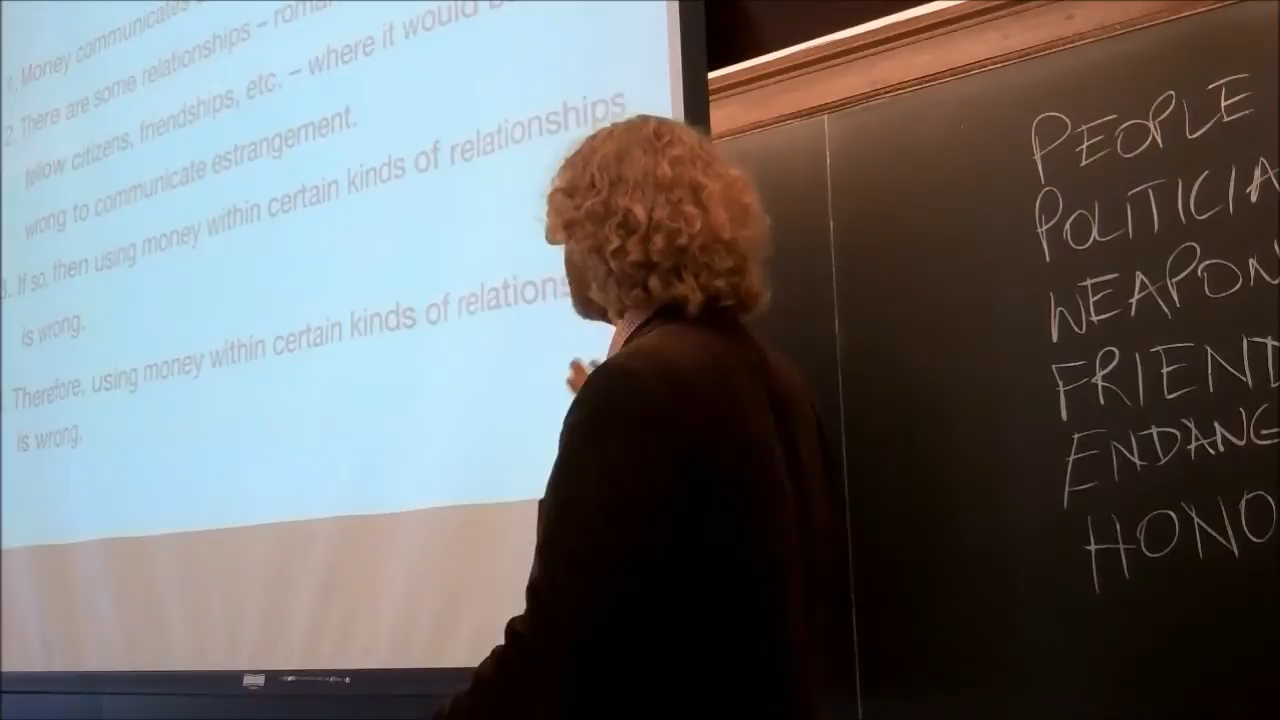 1. Money communicates
2. There are some relationships –
fellow citizens, friendships, etc. – where it would
wrong to communicate estrangement.
3. If so, then using money within certain kinds of relationships
is wrong.
Therefore, using money within certain kinds of relations
is wrong.
PEOPLE
POLITICIA
WEAPON
FRIEND
ENDANG
HONO